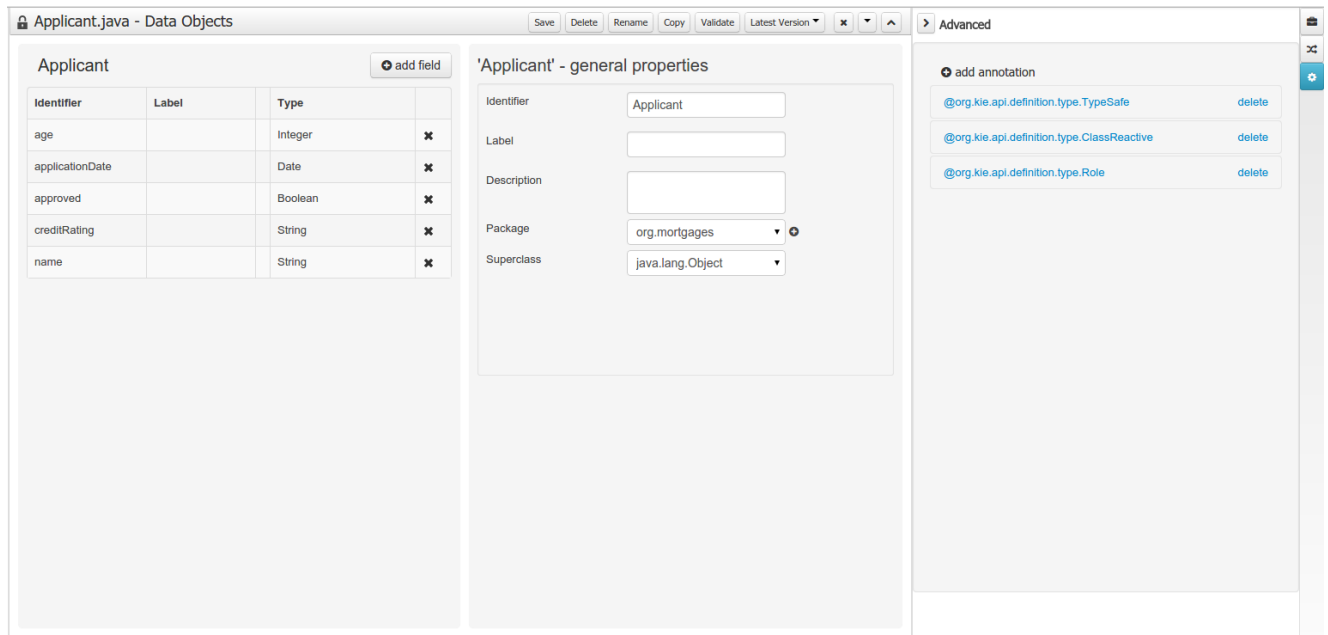 Applicant.java - Data Objects
Save Delete Rename Copy Validate Latest Version
Applicant
add field
Identifier Label Type
age Integer
applicationDate Date
approved Boolean
creditRating String
name String
'Applicant' - general properties
Identifier Applicant
Label
Description
Package org.mortgages
Superclass java.lang.Object
Advanced
add annotation
@org.kie.api.definition.type.TypeSafe delete
@org.kie.api.definition.type.ClassReactive delete
@org.kie.api.definition.type.Role delete